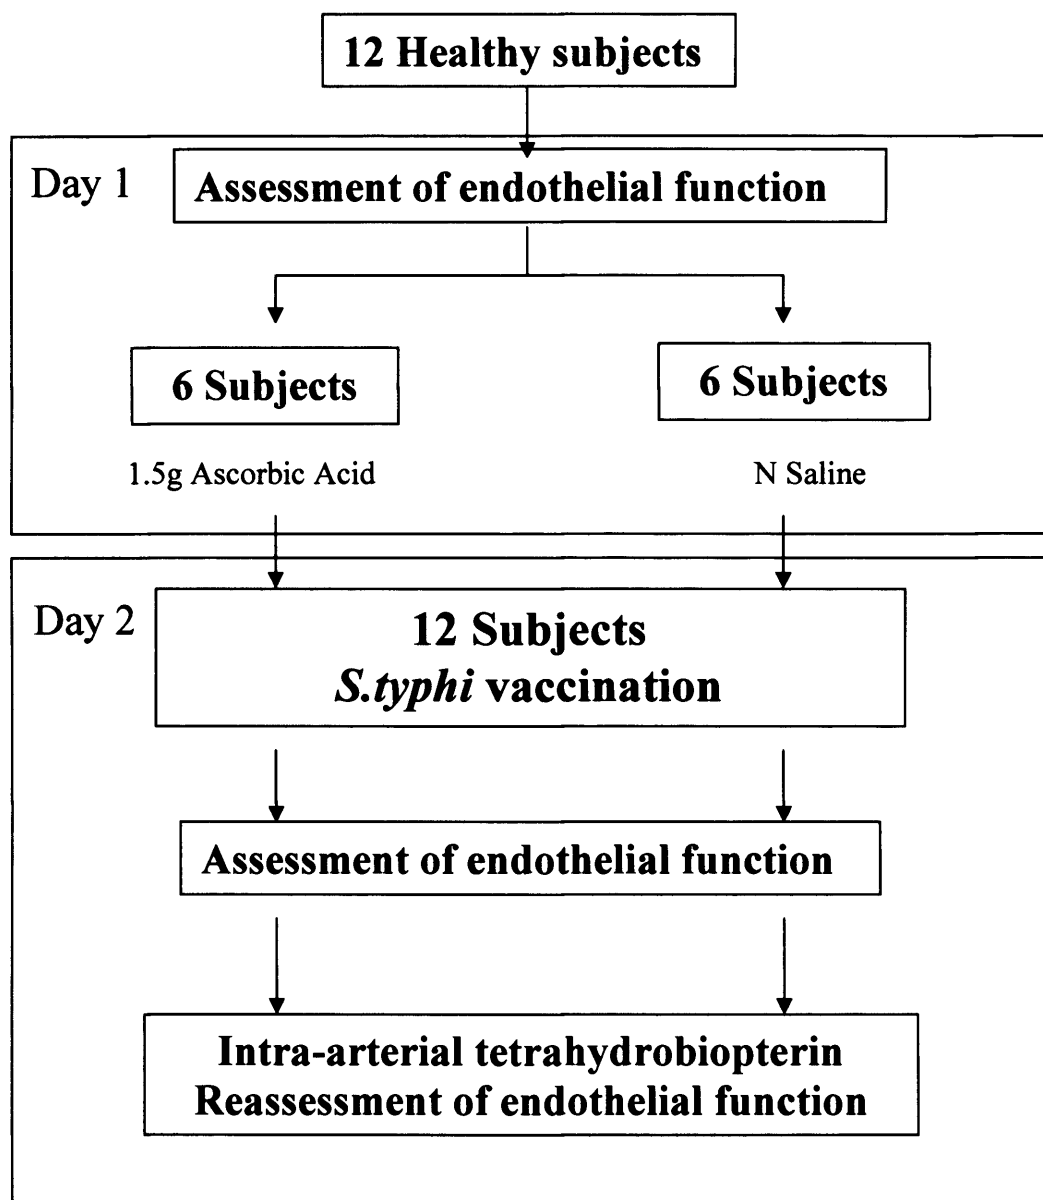 12 Healthy subjects
Day 1
Assessment of endothelial function
6 Subjects
6 Subjects
1.5g Ascorbic Acid
N Saline
Day 2
12 Subjects
S.typhi vaccination
Assessment of endothelial function
Intra-arterial tetrahydrobiopterin
Reassessment of endothelial function